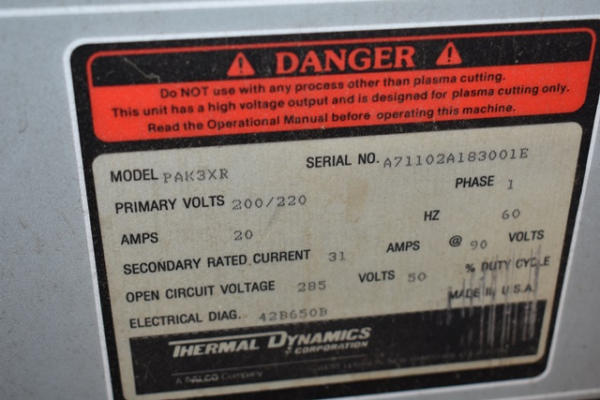 DANGER
Do NOT use with any process other than plasma cutting.
This unit has a high voltage output and is designed for plasma cutting only.
Read the Operational Manual before operating this machine.
MODEL PAK3XR SERIAL NO. A71102A183001E
PRIMARY VOLTS 200/220 PHASE 1
AMPS 20 HZ 60
SECONDARY RATED CURRENT 31 AMPS @ 90 VOLTS
OPEN CIRCUIT VOLTAGE 285 VOLTS 50 % DUTY CYCLE
ELECTRICAL DIAG. 42B650B MADE IN U.S.A.
THERMAL DYNAMICS
CORPORATION
A PALCO Company